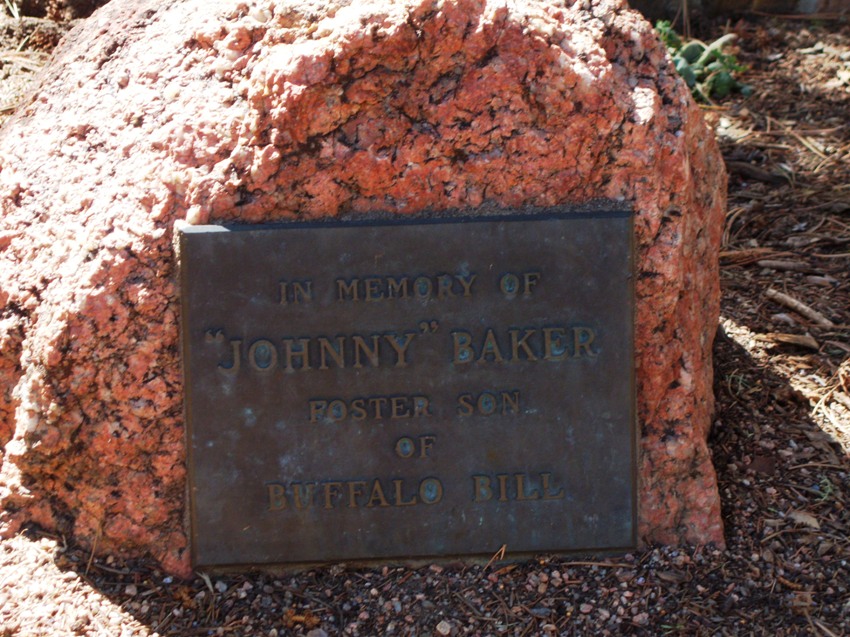 IN MEMORY OF
"JOHNNY" BAKER
FOSTER SON
OF
BUFFALO BILL